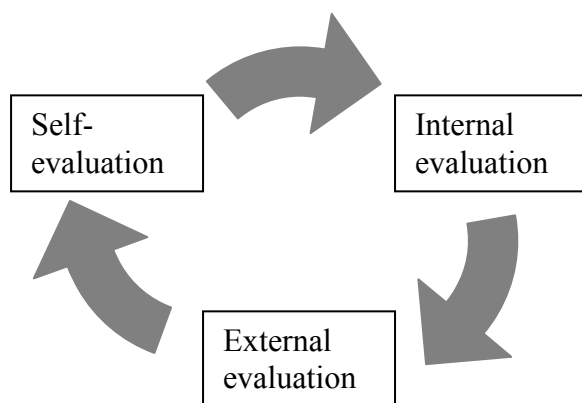 Self-
evaluation
Internal
evaluation
External
evaluation